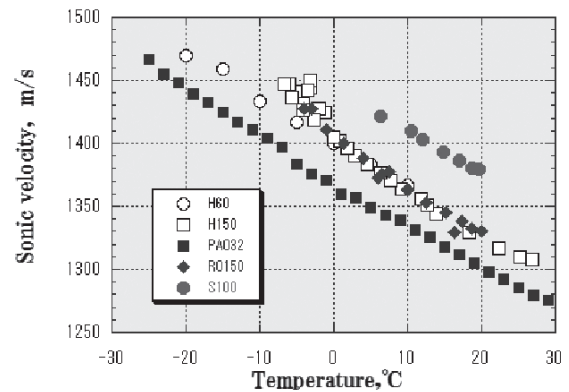 1500
1450
1400
1350
1300
1250
Sonic velocity, m/s
H60
H150
PAO32
RO150
S100
-30 -20 -10 0 10 20 30
Temperature,℃